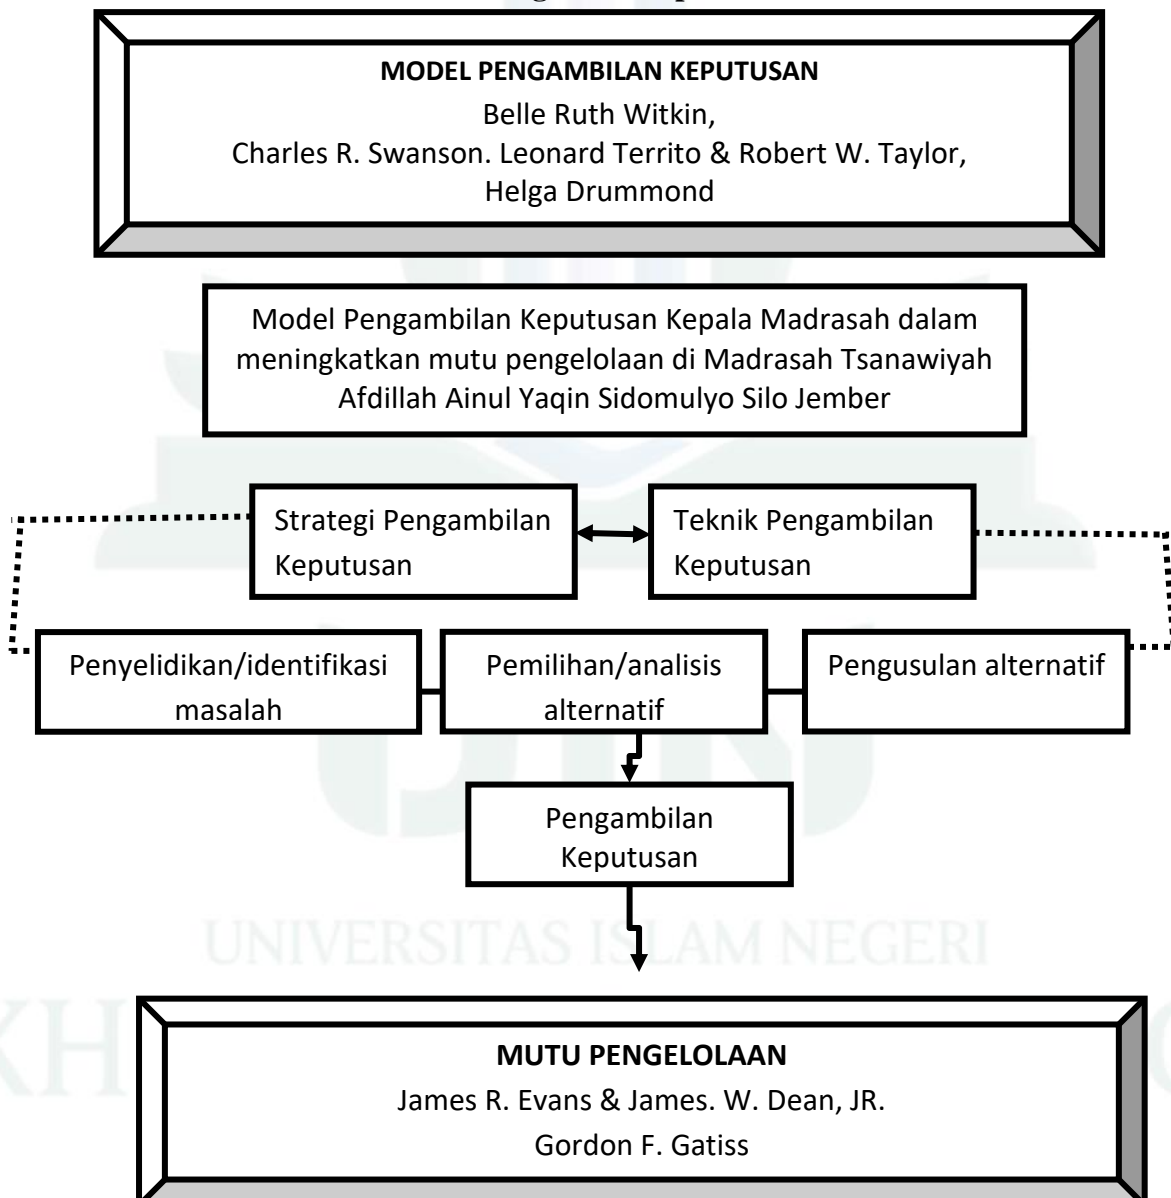 MODEL PENGAMBILAN KEPUTUSAN
Belle Ruth Witkin,
Charles R. Swanson. Leonard Territo & Robert W. Taylor,
Helga Drummond
Model Pengambilan Keputusan Kepala Madrasah dalam
meningkatkan mutu pengelolaan di Madrasah Tsanawiyah
Afdillah Ainul Yaqin Sidomulyo Silo Jember
Strategi Pengambilan
Keputusan
Teknik Pengambilan
Keputusan
Penyelidikan/identifikasi
masalah
Pemilihan/analisis
alternatif
Pengusulan alternatif
Pengambilan
Keputusan
UNIVERSITAS ISLAM NEGERI
KH
MUTU PENGELOLAAN
James R. Evans & James. W. Dean, JR.
Gordon F. Gatiss